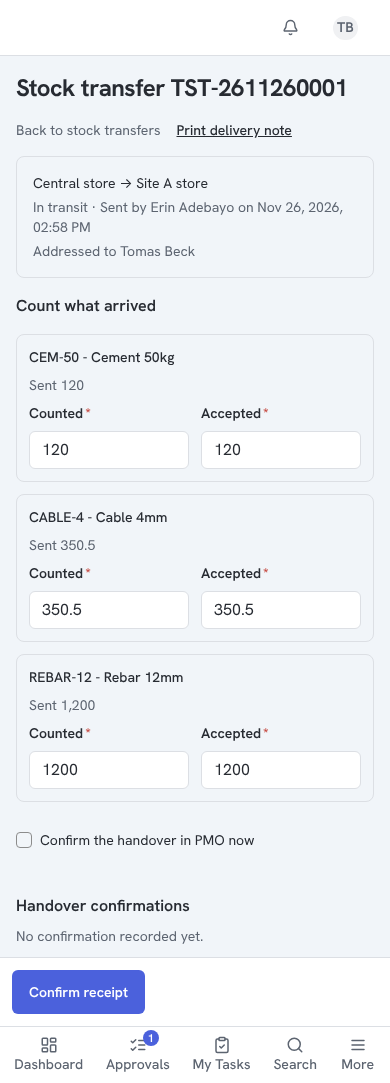 TB
Stock transfer TST-2611260001
Back to stock transfers Print delivery note
Central store → Site A store
In transit · Sent by Erin Adebayo on Nov 26, 2026,
02:58 PM
Addressed to Tomas Beck
Count what arrived
CEM-50 - Cement 50kg
Sent 120
Counted * Accepted *
120 120
CABLE-4 - Cable 4mm
Sent 350.5
Counted * Accepted *
350.5 350.5
REBAR-12 - Rebar 12mm
Sent 1,200
Counted * Accepted *
1200 1200
Confirm the handover in PMO now
Handover confirmations
No confirmation recorded yet.
Confirm receipt
1
Dashboard Approvals My Tasks Search More